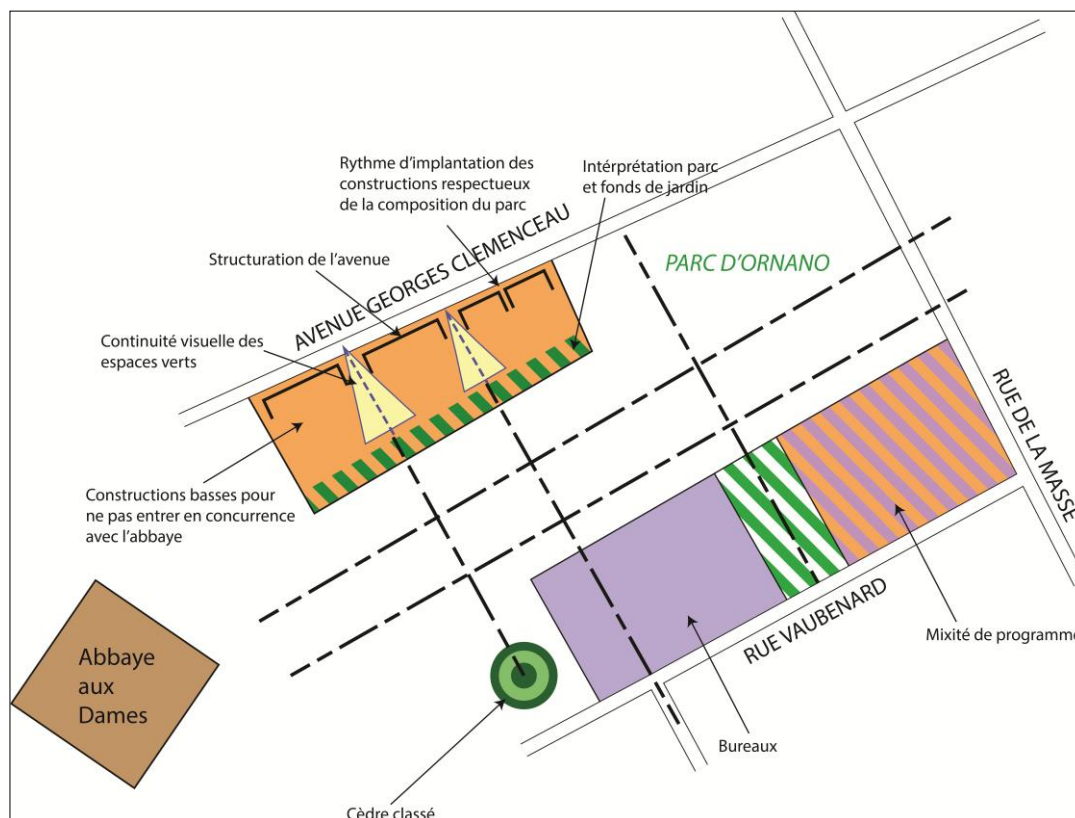 Rythme d'implantation des
constructions respectueux
de la composition du parc
Intérprétation parc
et fonds de jardin
Structuration de l'avenue
AVENUE GEORGES CLEMENCEAU
PARC D'ORNANO
Continuité visuelle des
espaces verts
RUE DE LA MASSE
Constructions basses pour
ne pas entrer en concurrence
avec l'abbaye
RUE VAUBENARD
Mixité de programme
Abbaye
aux
Dames
Bureaux
Cèdre classé